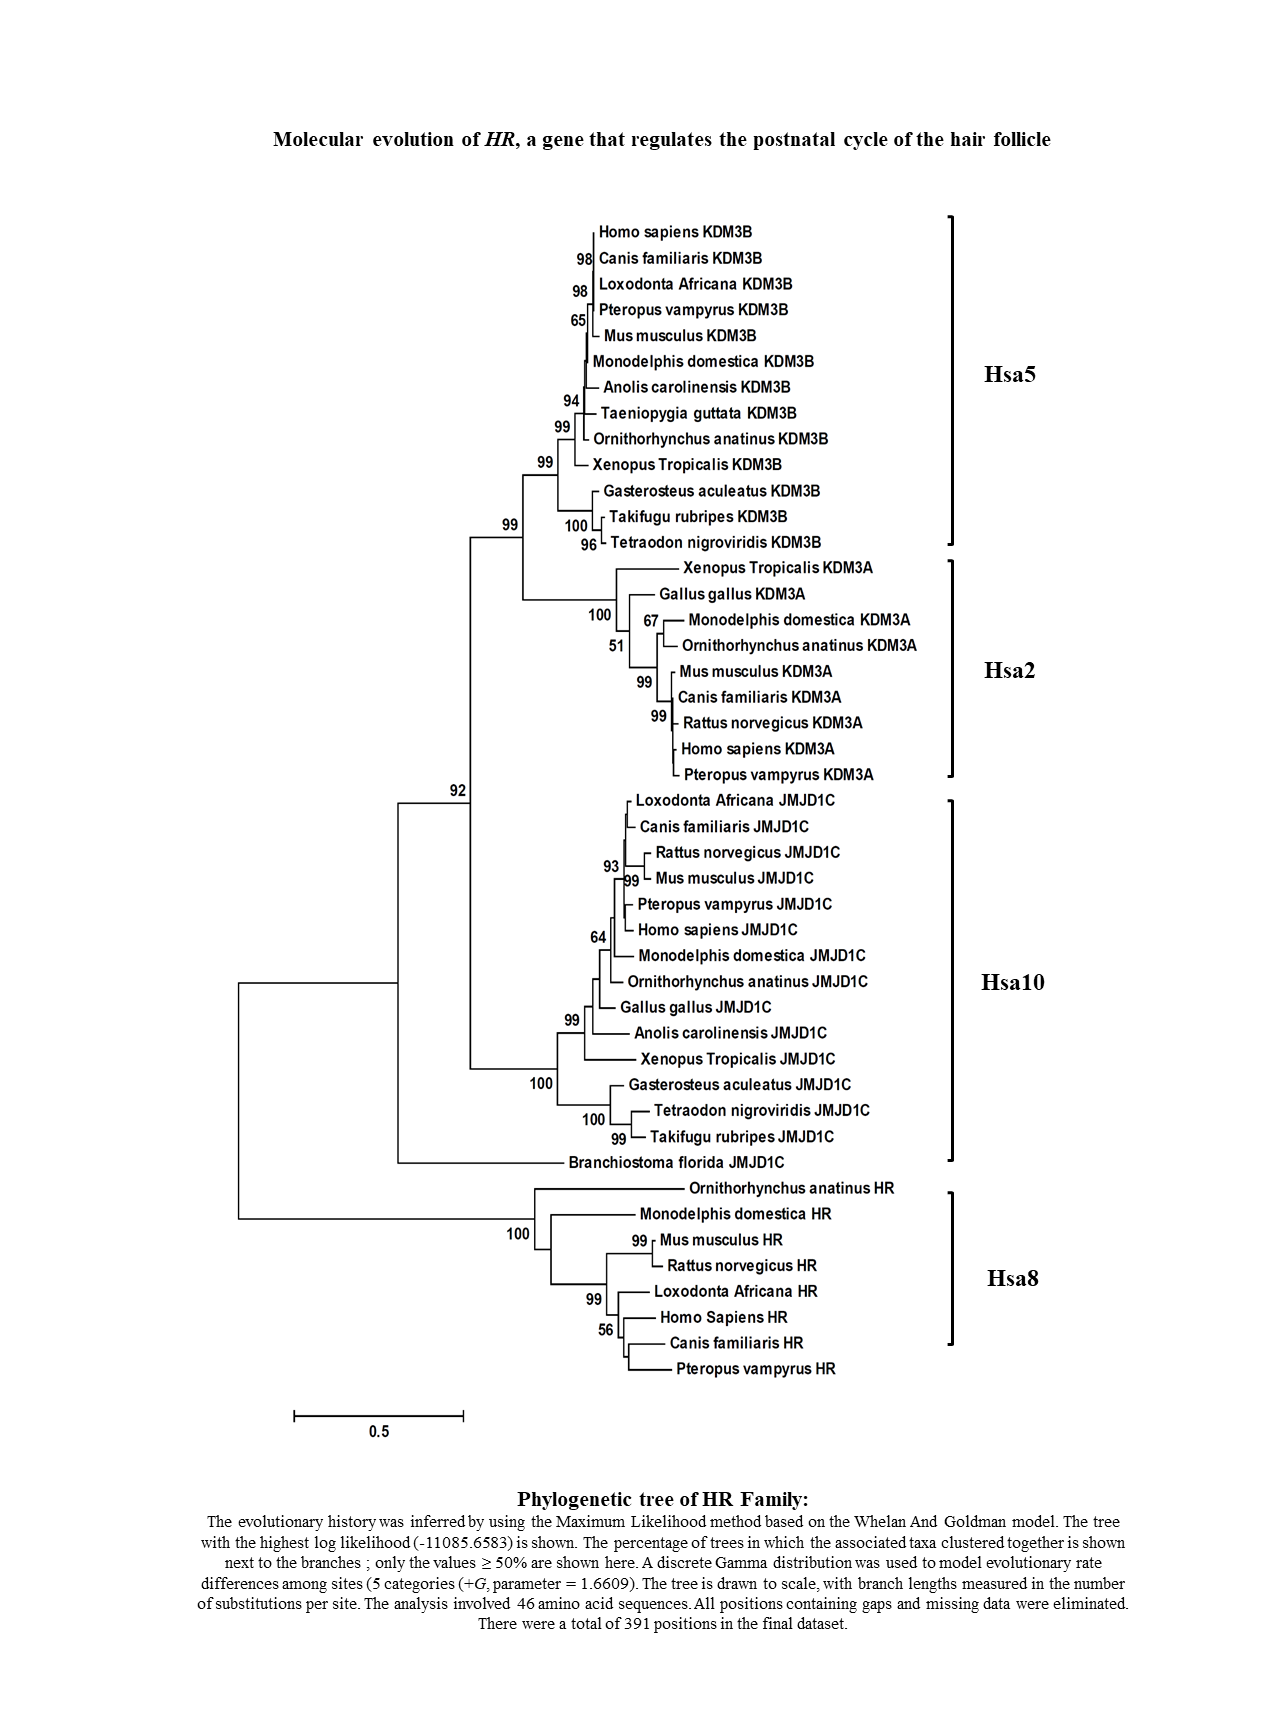 Molecular evolution of HR, a gene that regulates the postnatal cycle of the hair follicle
Homo sapiens KDM3B
98
Canis familiaris KDM3B
Loxodonta Africana KDM3B
98
Pteropus vampyrus KDM3B
65
Mus musculus KDM3B
Monodelphis domestica KDM3B
Hsa5
Anolis carolinensis KDM3B
94
Taeniopygia guttata KDM3B
99
Ornithorhynchus anatinus KDM3B
99
Xenopus Tropicalis KDM3B
Gasterosteus aculeatus KDM3B
99
100
Takifugu rubripes KDM3B
96
Tetraodon nigroviridis KDM3B
Xenopus Tropicalis KDM3A
Gallus gallus KDM3A
100
67
Monodelphis domestica KDM3A
51
Ornithorhynchus anatinus KDM3A
Mus musculus KDM3A
Hsa2
99
Canis familiaris KDM3A
99
Rattus norvegicus KDM3A
Homo sapiens KDM3A
Pteropus vampyrus KDM3A
92
Loxodonta Africana JMJD1C
Canis familiaris JMJD1C
Rattus norvegicus JMJD1C
93
99
Mus musculus JMJD1C
Pteropus vampyrus JMJD1C
Homo sapiens JMJD1C
64
Monodelphis domestica JMJD1C
Ornithorhynchus anatinus JMJD1C
Hsa10
Gallus gallus JMJD1C
99
Anolis carolinensis JMJD1C
Xenopus Tropicalis JMJD1C
100
Gasterosteus aculeatus JMJD1C
100
Tetraodon nigroviridis JMJD1C
99
Takifugu rubripes JMJD1C
Branchiostoma florida JMJD1C
Ornithorhynchus anatinus HR
Monodelphis domestica HR
100
99
Mus musculus HR
Rattus norvegicus HR
Hsa8
99
Loxodonta Africana HR
Homo Sapiens HR
56
Canis familiaris HR
Pteropus vampyrus HR
0.5
Phylogenetic tree of HR Family:
The evolutionary history was inferred by using the Maximum Likelihood method based on the Whelan And Goldman model. The tree
with the highest log likelihood (-11085.6583) is shown. The percentage of trees in which the associated taxa clustered together is shown
next to the branches ; only the values ≥ 50% are shown here. A discrete Gamma distribution was used to model evolutionary rate
differences among sites (5 categories (+G, parameter = 1.6609). The tree is drawn to scale, with branch lengths measured in the number
of substitutions per site. The analysis involved 46 amino acid sequences. All positions containing gaps and missing data were eliminated.
There were a total of 391 positions in the final dataset.